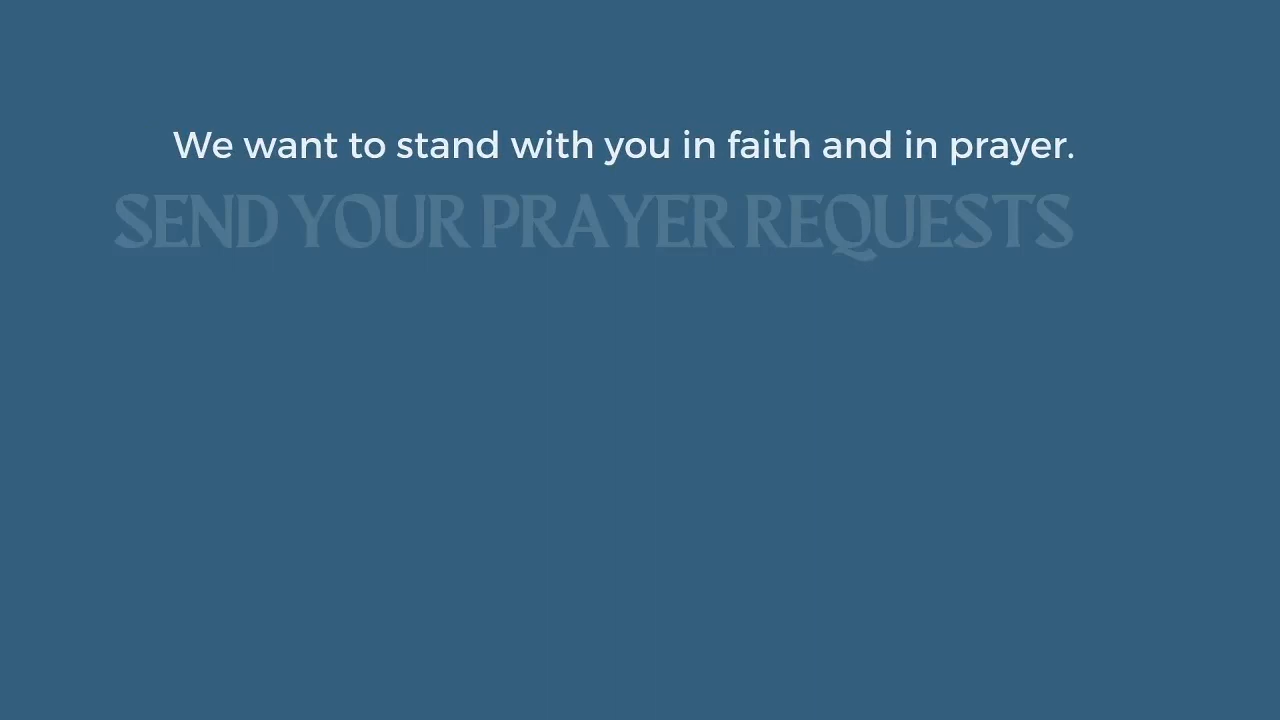 We want to stand with you in faith and in prayer.
SEND YOUR PRAYER REQUESTS